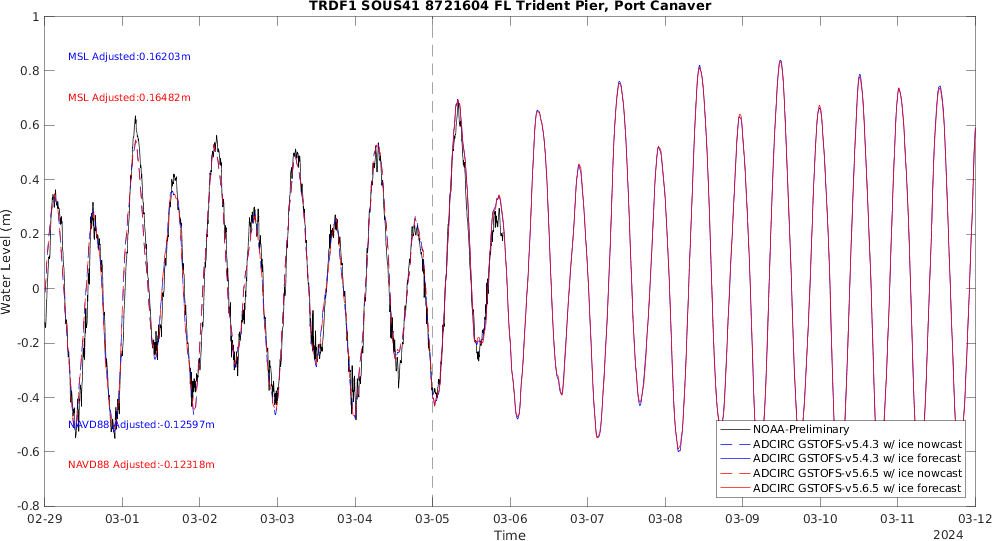 TRDF1 SOUS41 8721604 FL Trident Pier, Port Canaver
1
0.8
0.6
0.4
0.2
0
-0.2
-0.4
-0.6
-0.8
Water Level (m)
MSL Adjusted:0.16203m
MSL Adjusted:0.16482m
NAVD88 Adjusted:-0.12597m
NAVD88 Adjusted:-0.12318m
NOAA-Preliminary
ADCIRC GSTOFS-v5.4.3 w/ ice nowcast
ADCIRC GSTOFS-v5.4.3 w/ ice forecast
ADCIRC GSTOFS-v5.6.5 w/ ice nowcast
ADCIRC GSTOFS-v5.6.5 w/ ice forecast
02-29 03-01 03-02 03-03 03-04 03-05 03-06 03-07 03-08 03-09 03-10 03-11 03-12
Time
2024